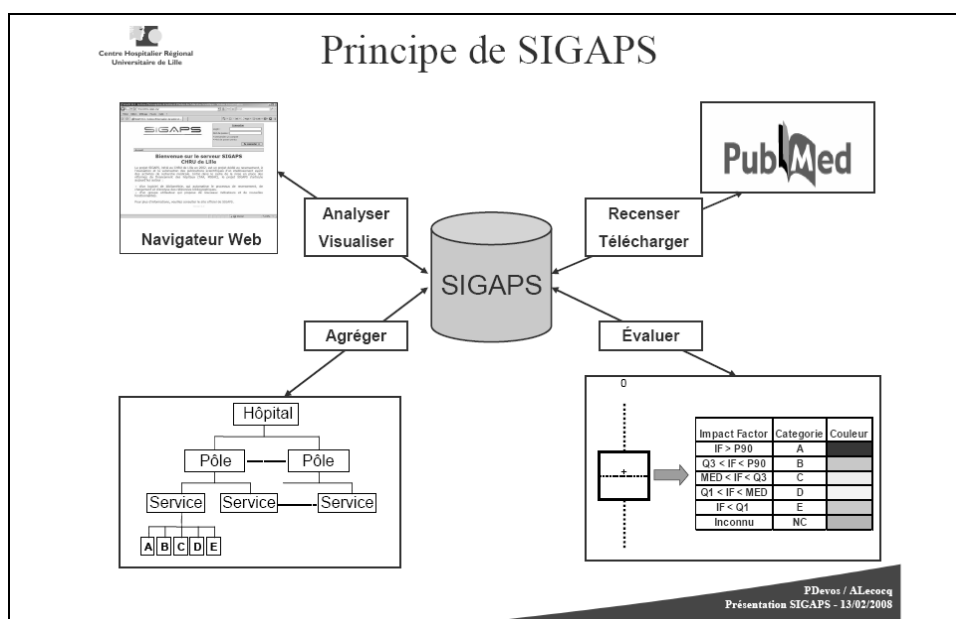 Centre Hospitalier Régional
Universitaire de Lille
Principe de SIGAPS
SIGAPS
Bienvenue sur le serveur SIGAPS
CHRU de Lille
Navigateur Web
Analyser
Visualiser
PubMed
Recenser
Télécharger
SIGAPS
Agréger
Évaluer
Hôpital
Pôle Pôle
Service Service Service
A B C D E
0
Impact Factor Categorie Couleur
IF > P90 A
Q3 < IF < P90 B
MED < IF < Q3 C
Q1 < IF < MED D
IF < Q1 E
Inconnu NC
PDevos / ALecocq
Présentation SIGAPS - 13/02/2008